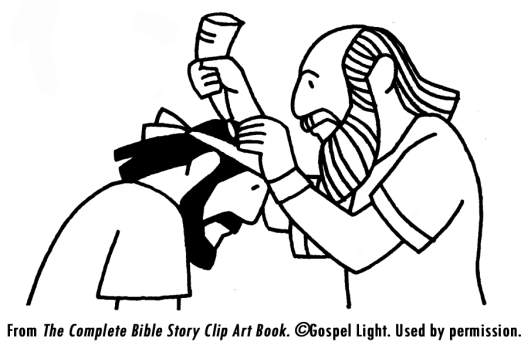 From The Complete Bible Story Clip Art Book. ©Gospel Light. Used by permission.